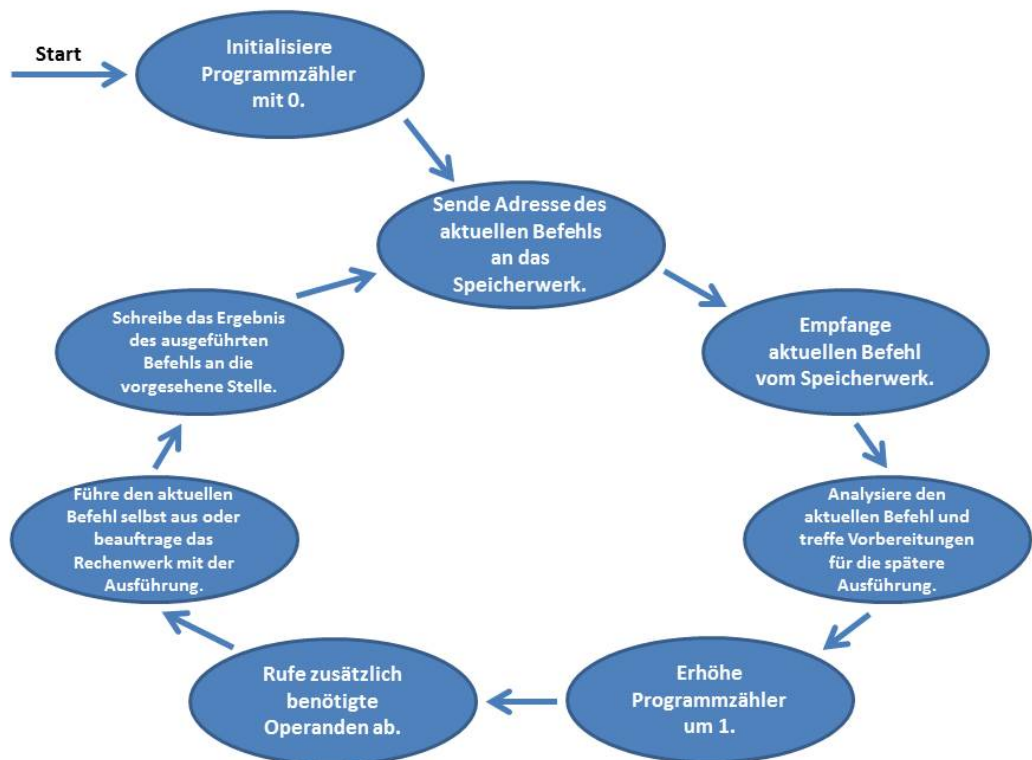 Start
Initialisiere
Programmzähler
mit 0.
Sende Adresse des
aktuellen Befehls
an das
Speicherwerk.
Empfange
aktuellen Befehl
vom Speicherwerk.
Analysiere den
aktuellen Befehl und
treffe Vorbereitungen
für die spätere
Ausführung.
Erhöhe
Programmzähler
um 1.
Rufe zusätzlich
benötigte
Operanden ab.
Führe den aktuellen
Befehl selbst aus oder
beauftrage das
Rechenwerk mit der
Ausführung.
Schreibe das Ergebnis
des ausgeführten
Befehls an die
vorgesehene Stelle.